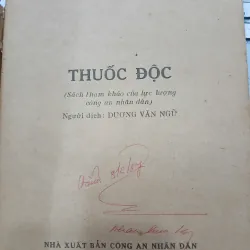 THUỐC ĐỘC
(Sách tham khảo của lực lượng
công an nhân dân)
Người dịch: DƯƠNG VĂN NGỮ
NHÀ XUẤT BẢN CÔNG AN NHÂN DÂN